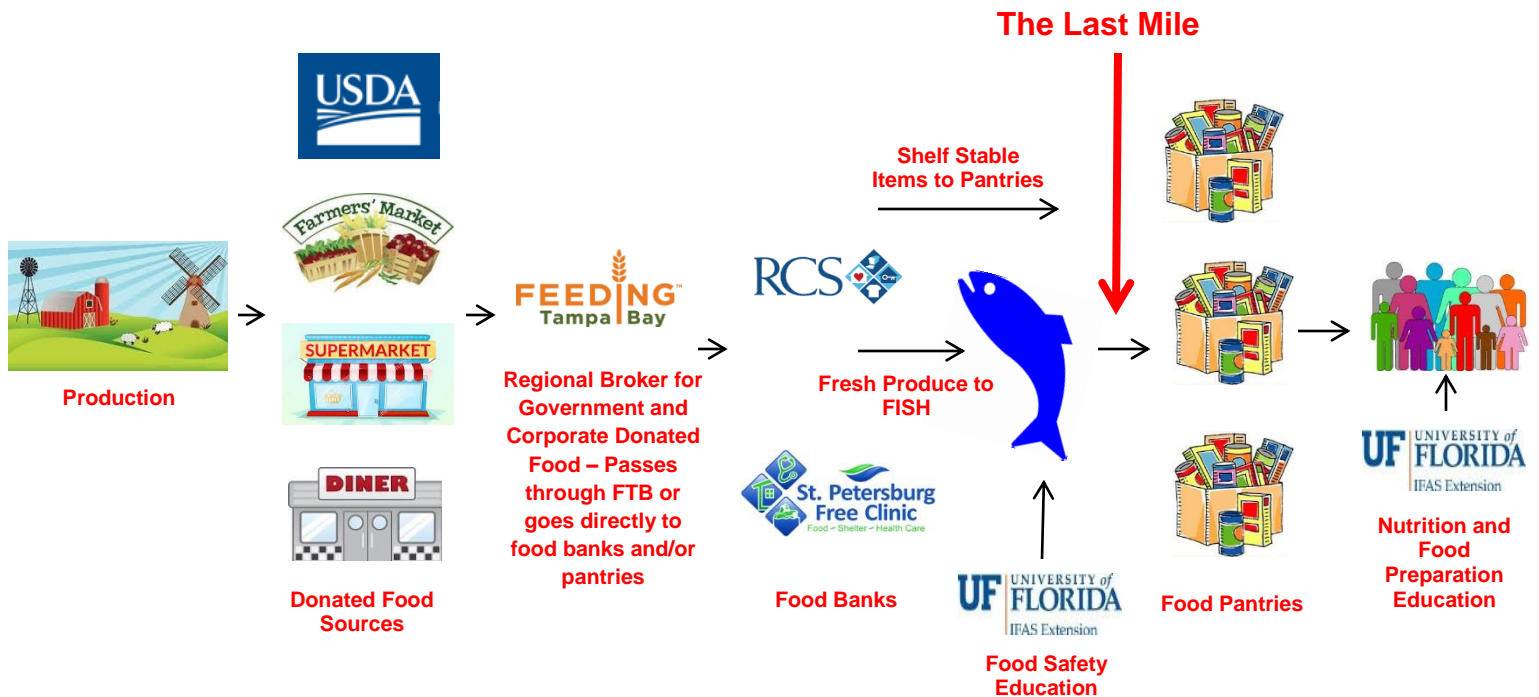 The Last Mile
USDA
Farmers' Market
SUPERMARKET
DINER
Production
Donated Food
Sources
FEEDING™
Tampa Bay
Regional Broker for
Government and
Corporate Donated
Food – Passes
through FTB or
goes directly to
food banks and/or
pantries
Shelf Stable
Items to Pantries
RCS
Fresh Produce to
FISH
St. Petersburg
Free Clinic
Food ~ Shelter ~ Health Care
Food Banks
UF UNIVERSITY of
FLORIDA
IFAS Extension
Food Safety
Education
Food Pantries
UF UNIVERSITY of
FLORIDA
IFAS Extension
Nutrition and
Food
Preparation
Education